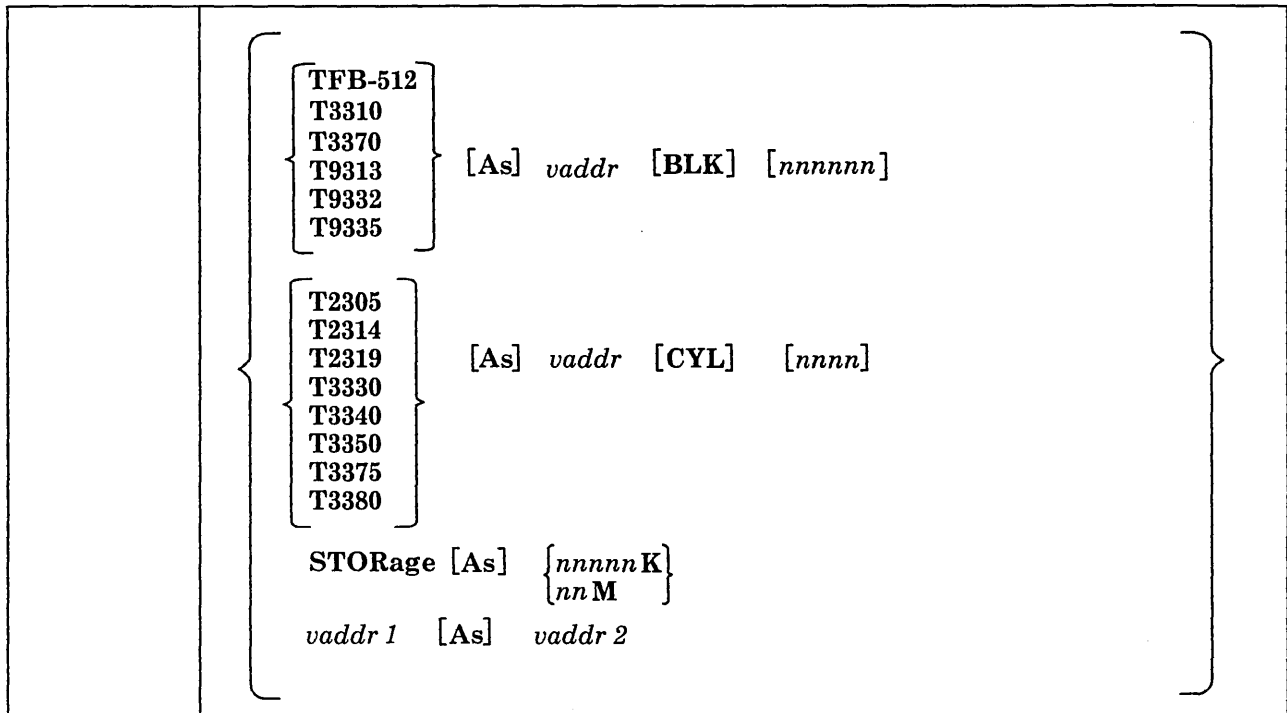 TFB-512
T3310
T3370
T9313
T9332
T9335
[As] vaddr [BLK] [nnnnnn]
T2305
T2314
T2319
T3330
T3340
T3350
T3375
T3380
[As] vaddr [CYL] [nnnn]
STORage [As] {nnnnnK
nnM}
vaddr 1 [As] vaddr 2